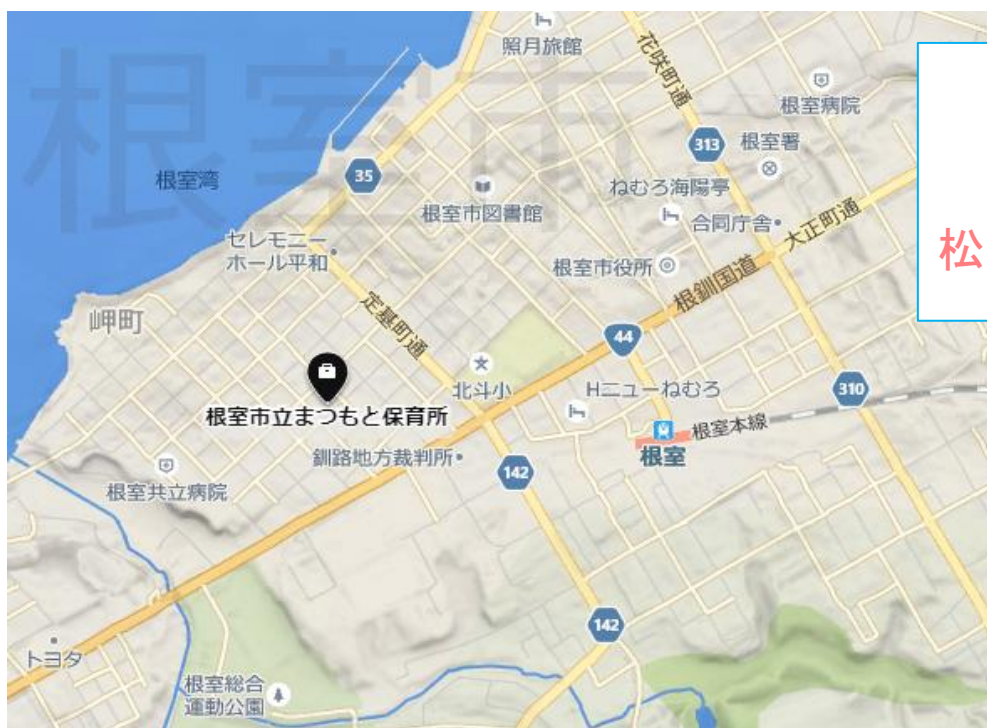 根室市
照月旅館
花咲町通
根室病院
313
根室署
35
根室湾
ねむろ海陽亭
根室市図書館
合同庁舎
大正町通
セレモニー
ホール平和
根室市役所
根釧国道
岬町
定基町通
44
北斗小
Hニューねむろ
310
根室市立まつもと保育所
根室本線
釧路地方裁判所
根室
142
根室共立病院
142
トヨタ
根室総合
運動公園
松